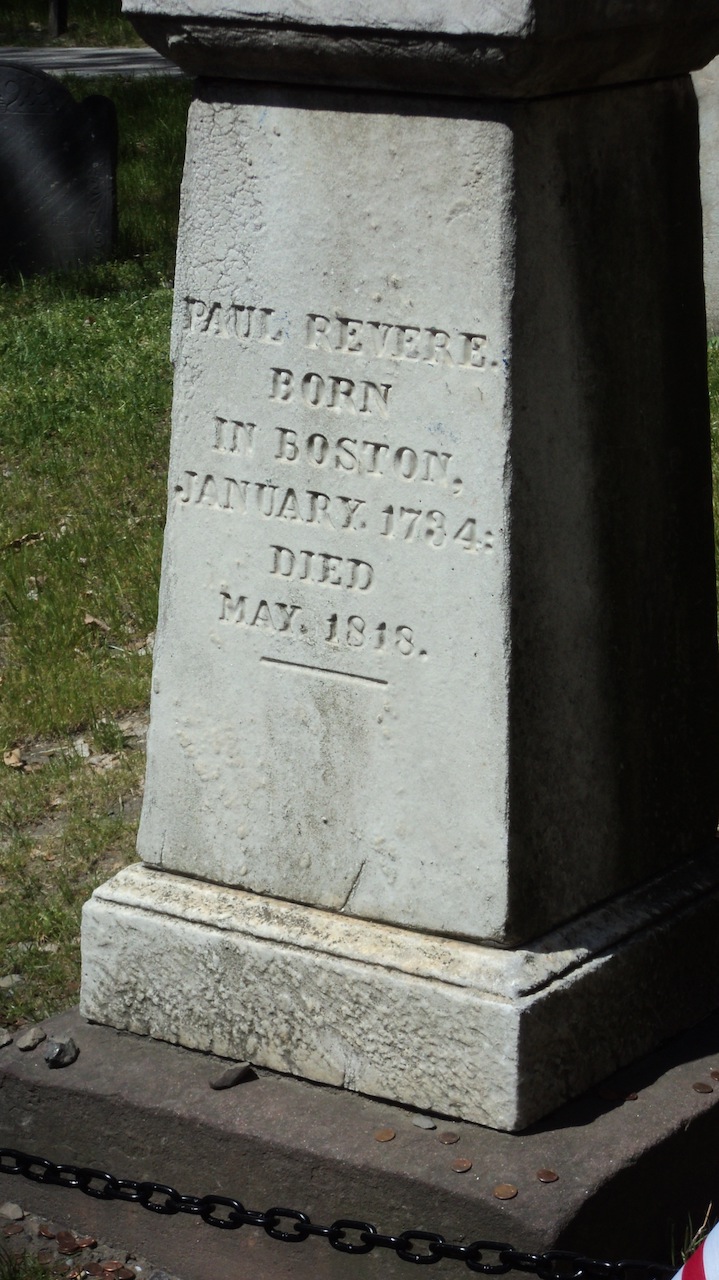 PAUL REVERE.
BORN
IN BOSTON,
JANUARY. 1734:
DIED
MAY. 1818.